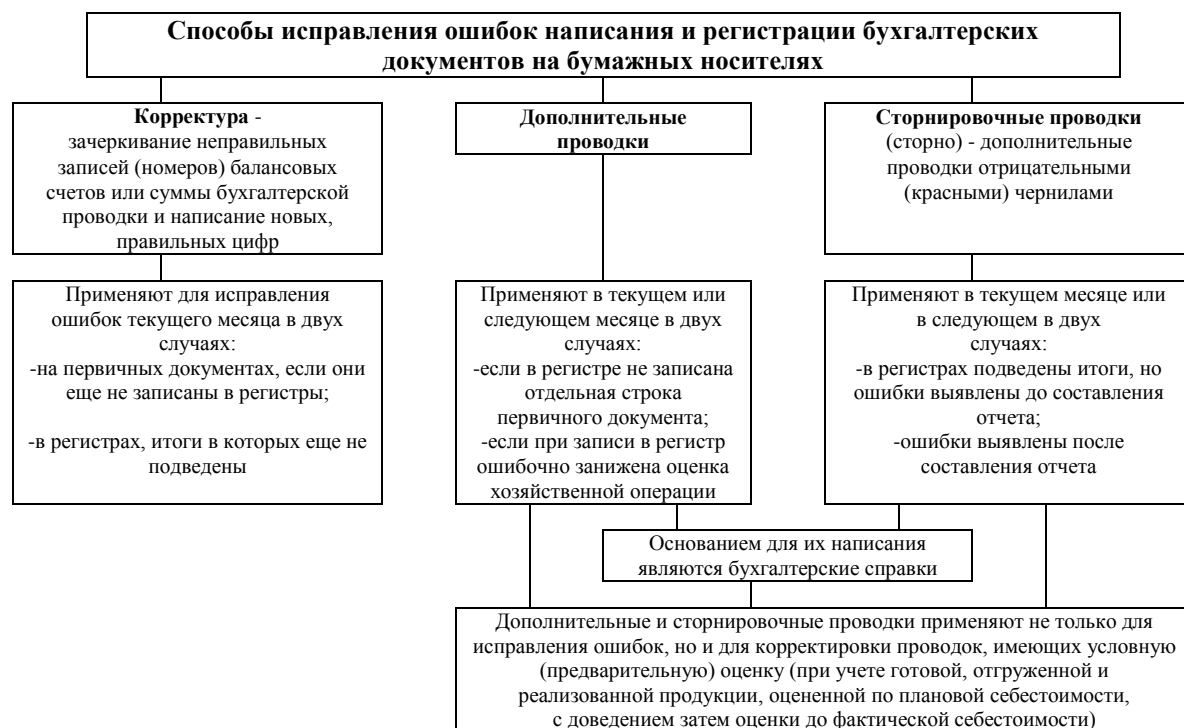 Способы исправления ошибок написания и регистрации бухгалтерских
документов на бумажных носителях
Корректура -
зачеркивание неправильных
записей (номеров) балансовых
счетов или суммы бухгалтерской
проводки и написание новых,
правильных цифр
Дополнительные
проводки
Сторнировочные проводки
(сторно) - дополнительные
проводки отрицательными
(красными) чернилами
Применяют для исправления
ошибок текущего месяца в двух
случаях:
-на первичных документах, если они
еще не записаны в регистры;
-в регистрах, итоги в которых еще не
подведены
Применяют в текущем или
следующем месяце в двух
случаях:
-если в регистре не записана
отдельная строка
первичного документа;
-если при записи в регистр
ошибочно занижена оценка
хозяйственной операции
Применяют в текущем месяце или
в следующем в двух
случаях:
-в регистрах подведены итоги, но
ошибки выявлены до составления
отчета;
-ошибки выявлены после
составления отчета
Основанием для их написания
являются бухгалтерские справки
Дополнительные и сторнировочные проводки применяют не только для
исправления ошибок, но и для корректировки проводок, имеющих условную
(предварительную) оценку (при учете готовой, отгруженной и
реализованной продукции, оцененной по плановой себестоимости,
с доведением затем оценки до фактической себестоимости)